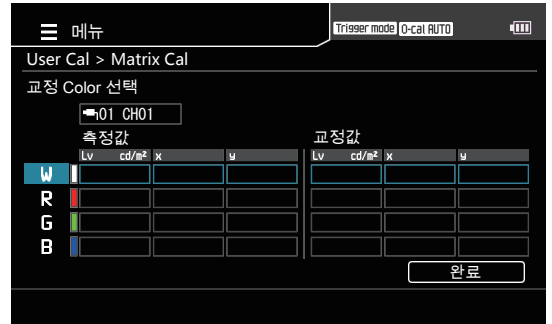 메뉴
Trigger mode 0-cal AUTO
User Cal > Matrix Cal
교정 Color 선택
01 CH01
측정값 교정값
Lv cd/m² x y Lv cd/m² x y
W
R
G
B
완료